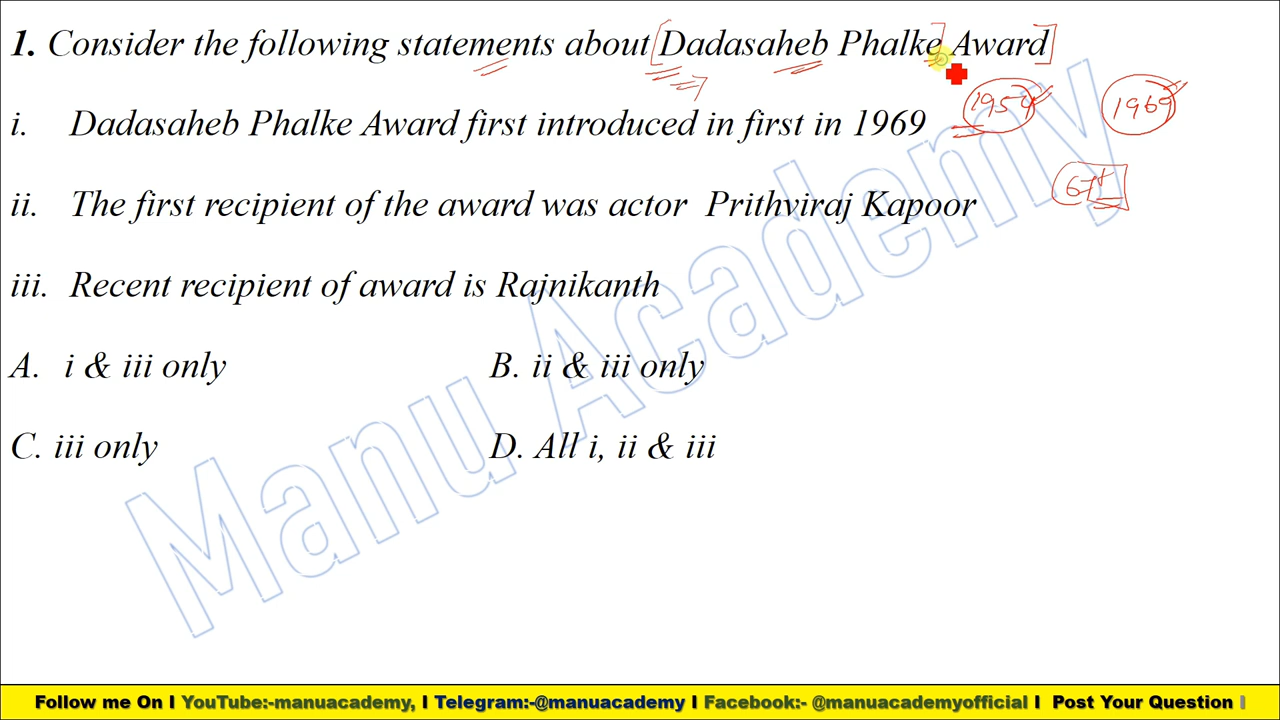 1. Consider the following statements about [Dadasaheb Phalke] Award]
1954 1969
i. Dadasaheb Phalke Award first introduced in first in 1969
67th
ii. The first recipient of the award was actor Prithviraj Kapoor
iii. Recent recipient of award is Rajnikanth
A. i & iii only B. ii & iii only
C. iii only D. All i, ii & iii
Manu Academy
Follow me On I YouTube:-manuacademy, I Telegram:-@manuacademy I Facebook:- @manuacademyofficial I Post Your Question I